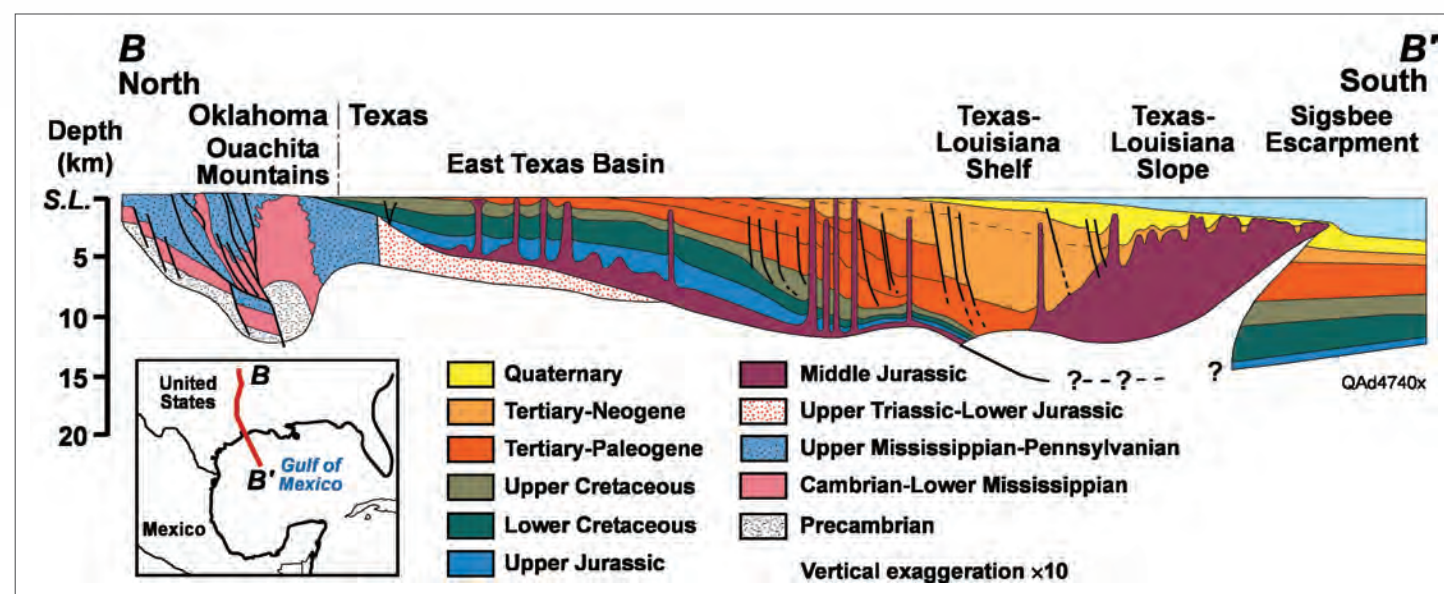 B
North
B'
South
Oklahoma
Texas
Ouachita
Mountains
East Texas Basin
Texas-
Louisiana
Shelf
Texas-
Louisiana
Slope
Sigsbee
Escarpment
Depth
(km)
S.L.
5
10
15
20
?- -?- -
?
QAd4740x
United
States
B
B'
Gulf of
Mexico
Mexico
Quaternary
Tertiary-Neogene
Tertiary-Paleogene
Upper Cretaceous
Lower Cretaceous
Upper Jurassic
Middle Jurassic
Upper Triassic-Lower Jurassic
Upper Mississippian-Pennsylvanian
Cambrian-Lower Mississippian
Precambrian
Vertical exaggeration ×10